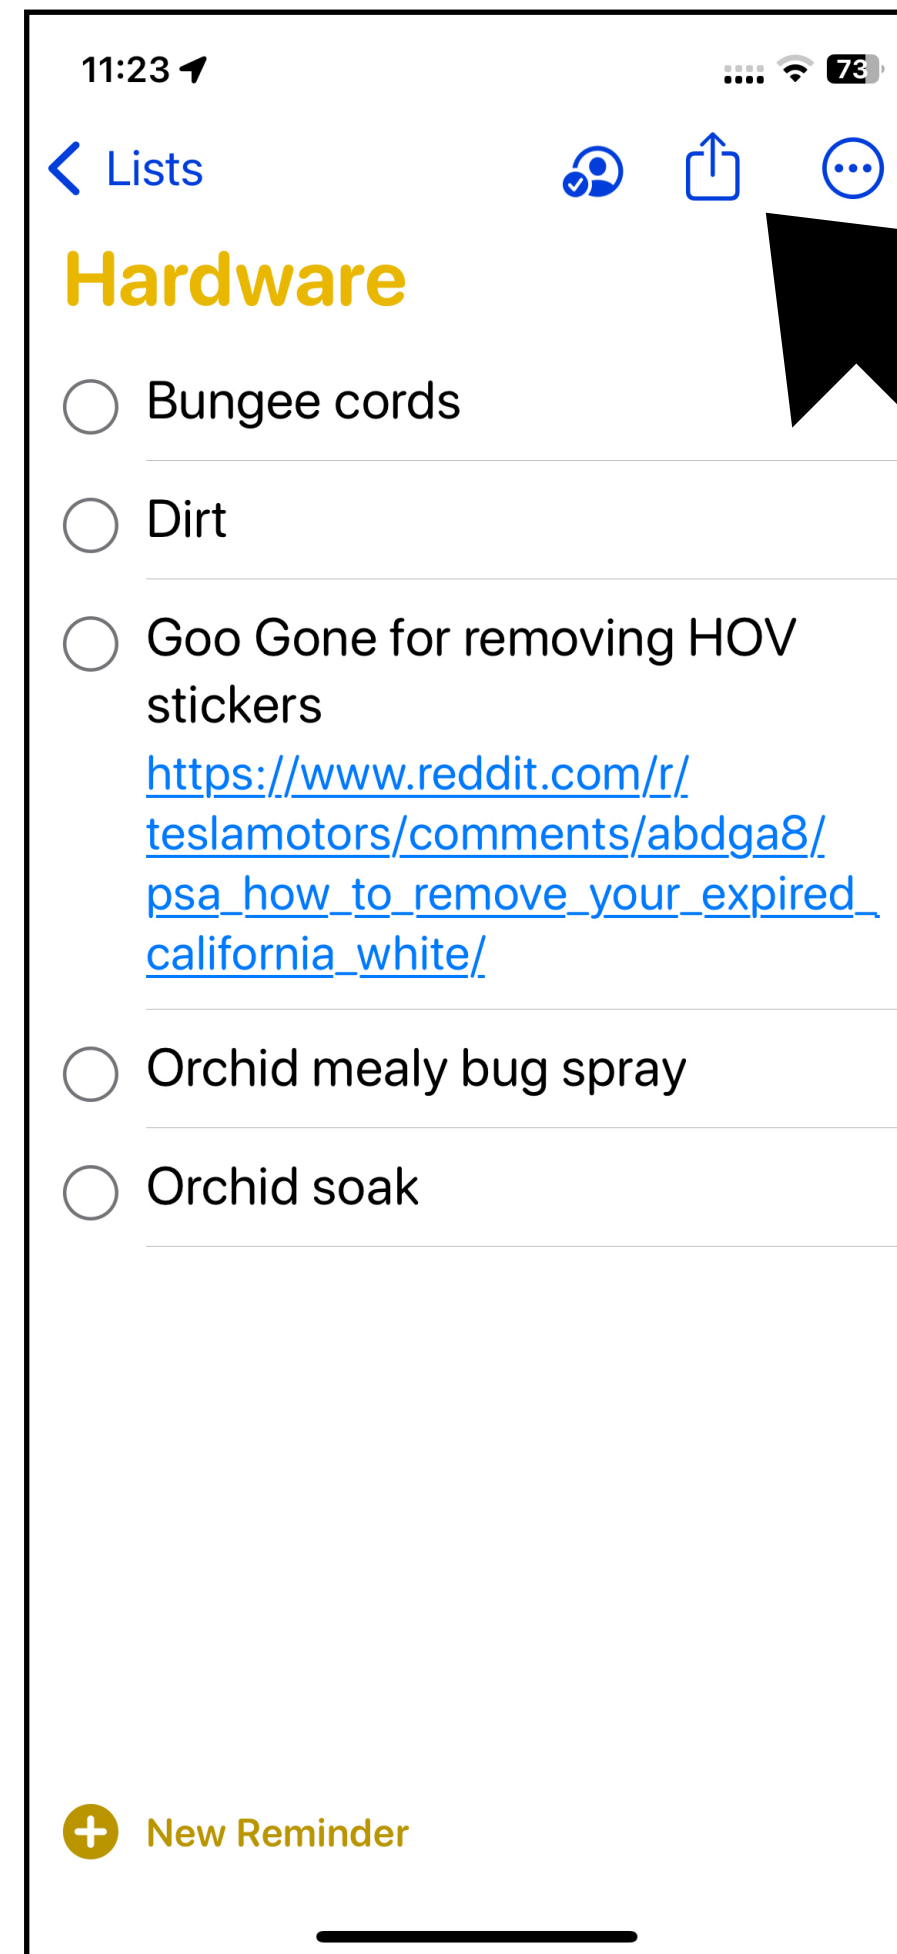 11:23
73
Lists
Hardware
Bungee cords
Dirt
Goo Gone for removing HOV
stickers
https://www.reddit.com/r/
teslamotors/comments/abdga8/
psa_how_to_remove_your_expired_
california_white/
Orchid mealy bug spray
Orchid soak
New Reminder